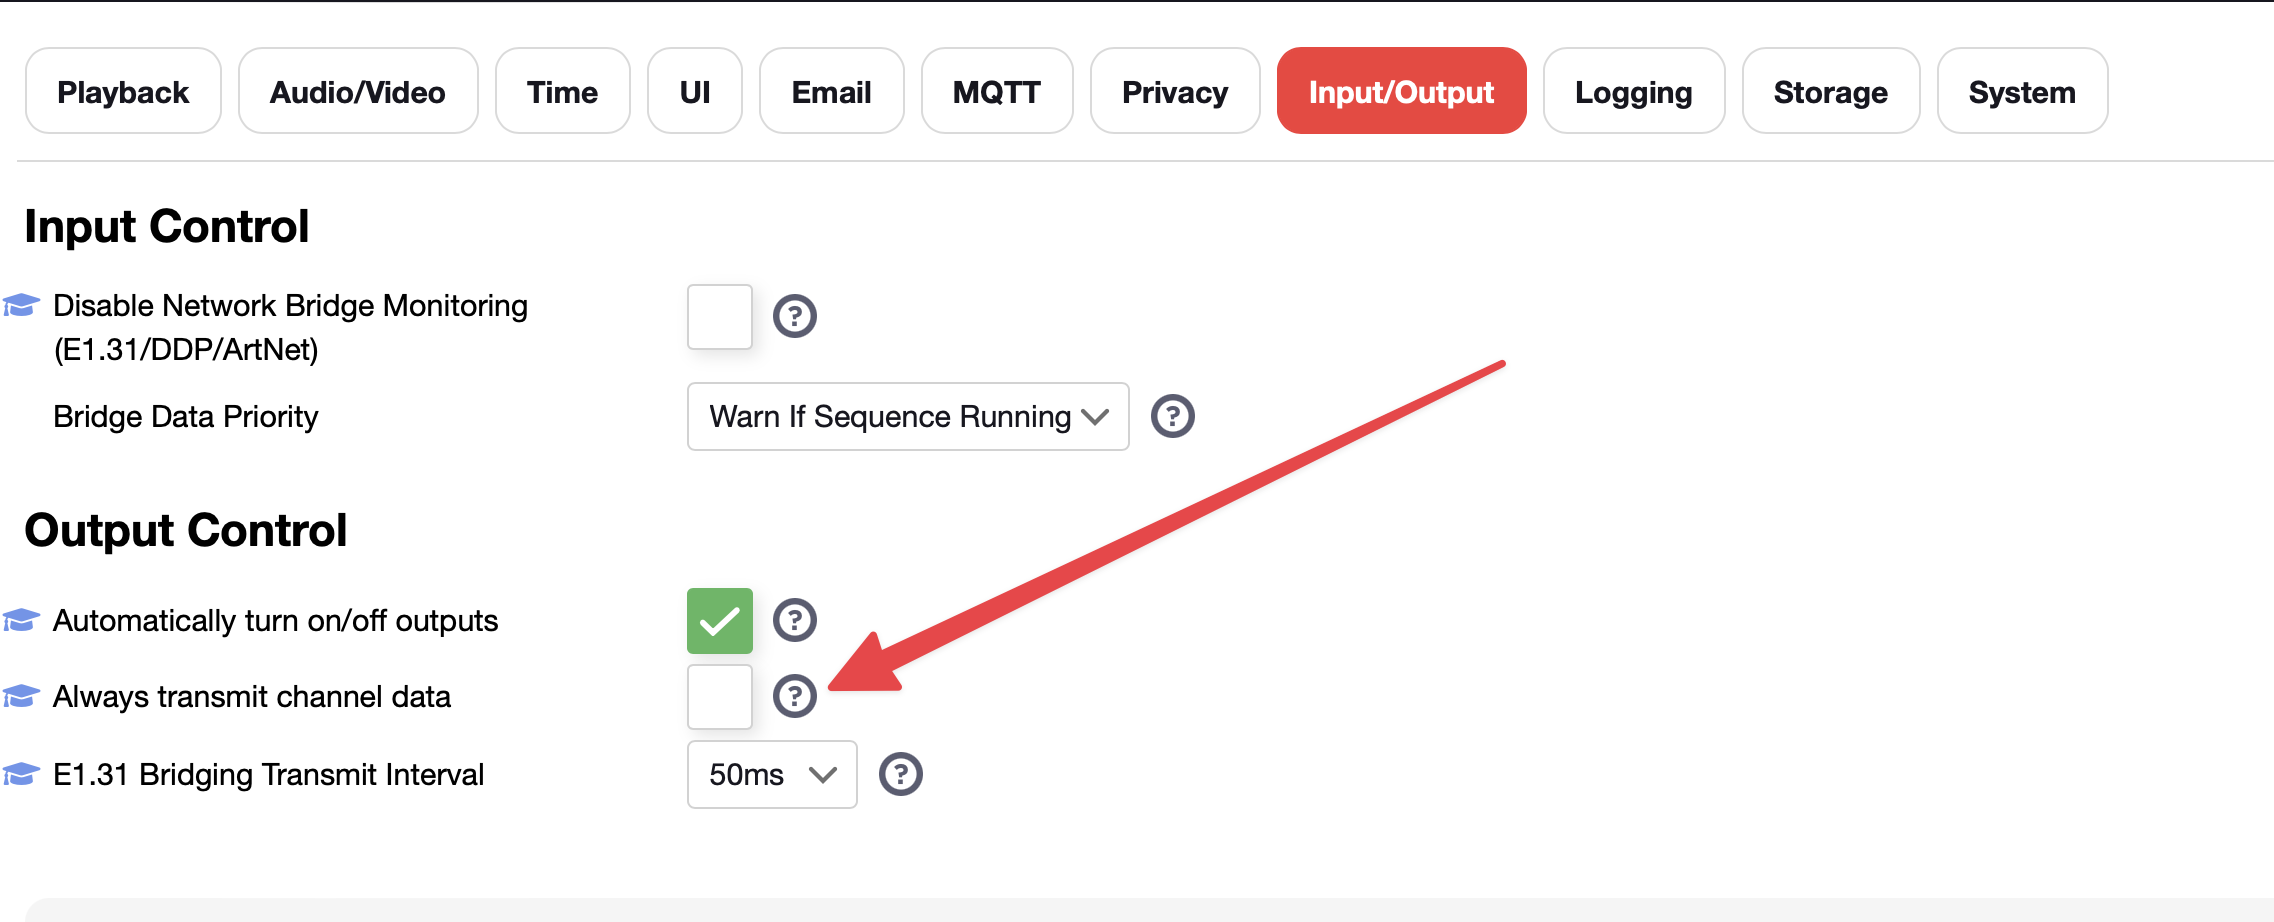 Playback Audio/Video Time UI Email MQTT Privacy Input/Output Logging Storage System
Input Control
Disable Network Bridge Monitoring
(E1.31/DDP/ArtNet)
?
Bridge Data Priority Warn If Sequence Running ?
Output Control
Automatically turn on/off outputs ?
Always transmit channel data ?
E1.31 Bridging Transmit Interval 50ms ?